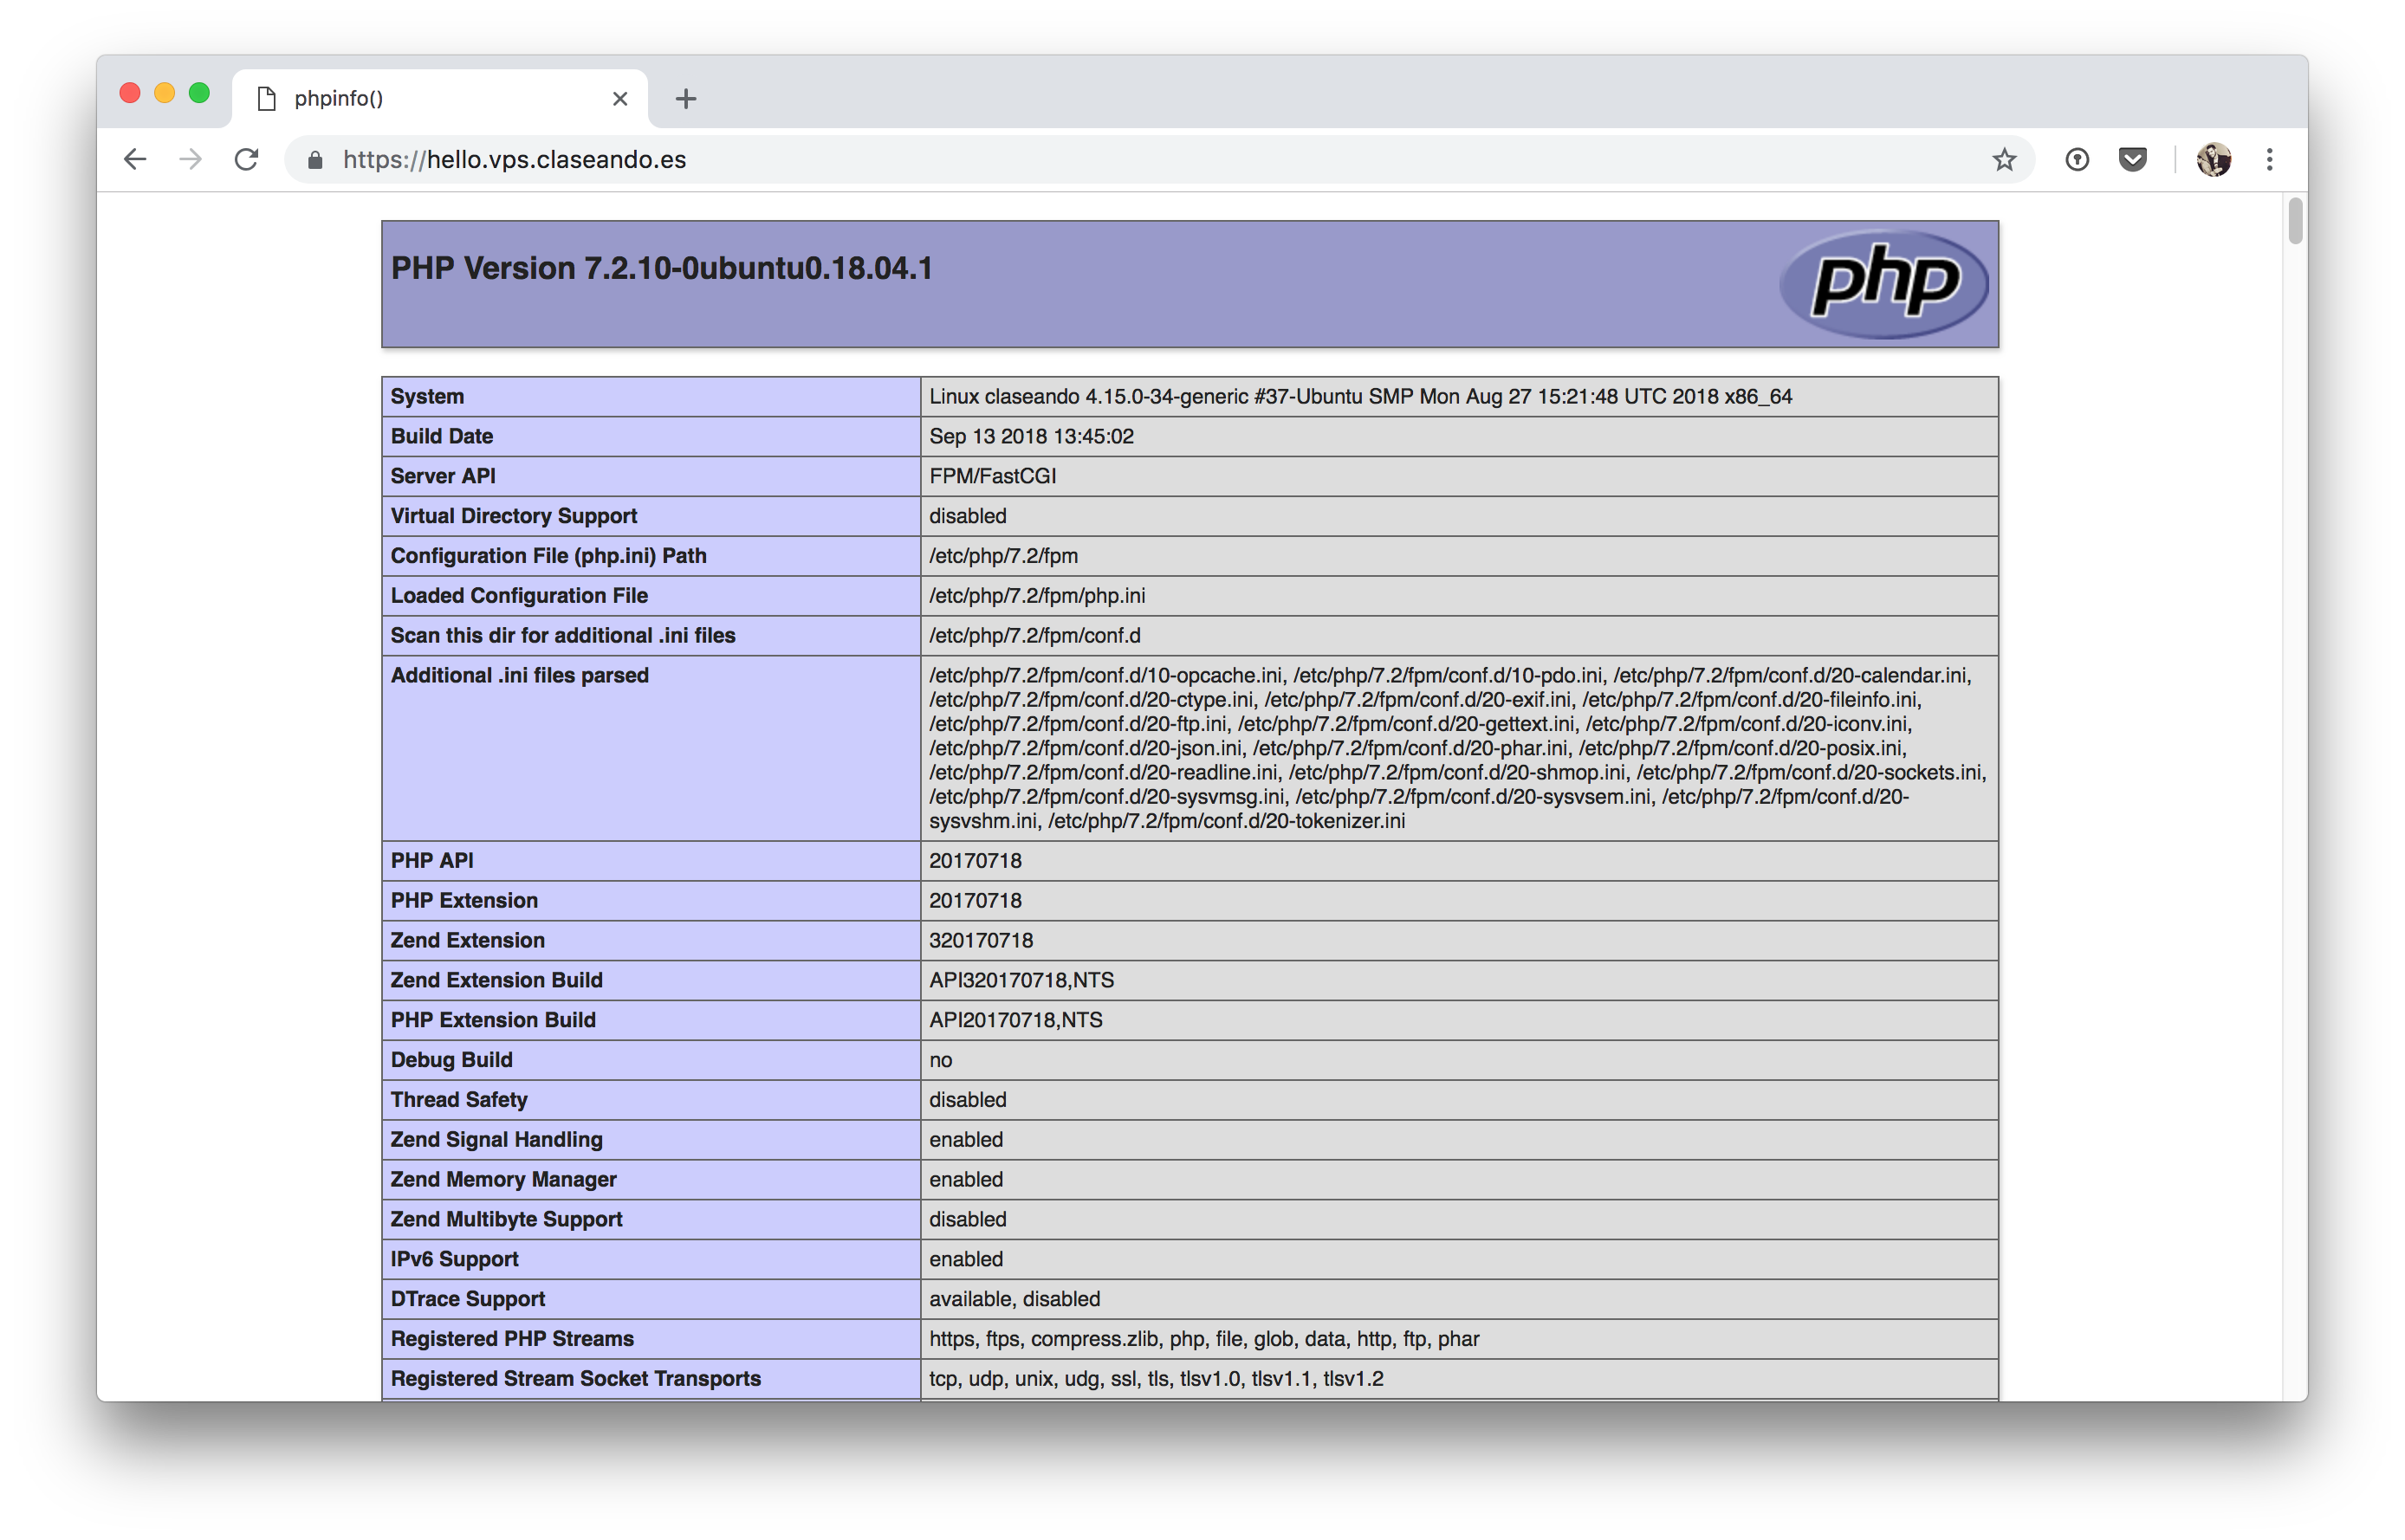 phpinfo()
https://hello.vps.claseando.es
PHP Version 7.2.10-0ubuntu0.18.04.1
php
System Linux claseando 4.15.0-34-generic #37-Ubuntu SMP Mon Aug 27 15:21:48 UTC 2018 x86_64
Build Date Sep 13 2018 13:45:02
Server API FPM/FastCGI
Virtual Directory Support disabled
Configuration File (php.ini) Path /etc/php/7.2/fpm
Loaded Configuration File /etc/php/7.2/fpm/php.ini
Scan this dir for additional .ini files /etc/php/7.2/fpm/conf.d
Additional .ini files parsed /etc/php/7.2/fpm/conf.d/10-opcache.ini, /etc/php/7.2/fpm/conf.d/10-pdo.ini, /etc/php/7.2/fpm/conf.d/20-calendar.ini,
/etc/php/7.2/fpm/conf.d/20-ctype.ini, /etc/php/7.2/fpm/conf.d/20-exif.ini, /etc/php/7.2/fpm/conf.d/20-fileinfo.ini,
/etc/php/7.2/fpm/conf.d/20-ftp.ini, /etc/php/7.2/fpm/conf.d/20-gettext.ini, /etc/php/7.2/fpm/conf.d/20-iconv.ini,
/etc/php/7.2/fpm/conf.d/20-json.ini, /etc/php/7.2/fpm/conf.d/20-phar.ini, /etc/php/7.2/fpm/conf.d/20-posix.ini,
/etc/php/7.2/fpm/conf.d/20-readline.ini, /etc/php/7.2/fpm/conf.d/20-shmop.ini, /etc/php/7.2/fpm/conf.d/20-sockets.ini,
/etc/php/7.2/fpm/conf.d/20-sysvmsg.ini, /etc/php/7.2/fpm/conf.d/20-sysvsem.ini, /etc/php/7.2/fpm/conf.d/20-
sysvshm.ini, /etc/php/7.2/fpm/conf.d/20-tokenizer.ini
PHP API 20170718
PHP Extension 20170718
Zend Extension 320170718
Zend Extension Build API320170718,NTS
PHP Extension Build API20170718,NTS
Debug Build no
Thread Safety disabled
Zend Signal Handling enabled
Zend Memory Manager enabled
Zend Multibyte Support disabled
IPv6 Support enabled
DTrace Support available, disabled
Registered PHP Streams https, ftps, compress.zlib, php, file, glob, data, http, ftp, phar
Registered Stream Socket Transports tcp, udp, unix, udg, ssl, tls, tlsv1.0, tlsv1.1, tlsv1.2